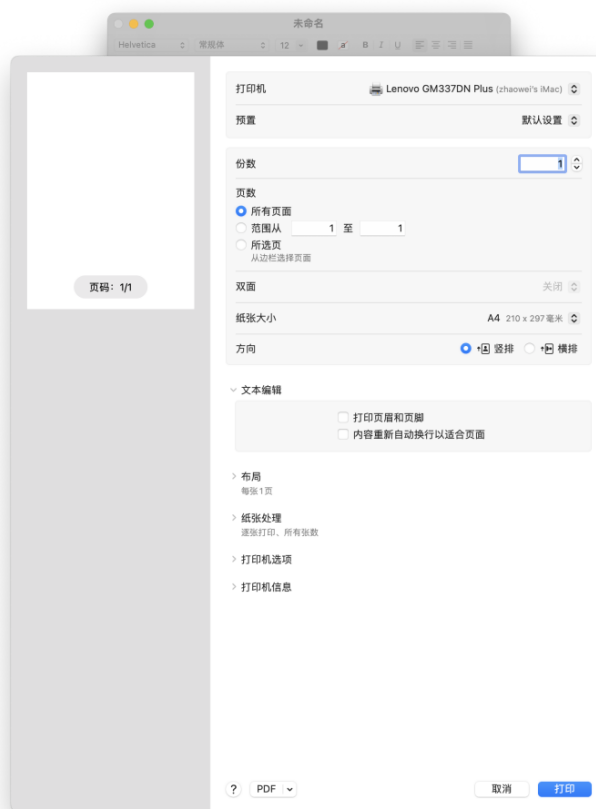 未命名
Helvetica 常规体 12 a B I U
打印机 Lenovo GM337DN Plus (zhaowei's iMac)
预置 默认设置
份数 1
页数
所有页面
范围从 1 至 1
所选页
从边栏选择页面
页码：1/1
双面 关闭
纸张大小 A4 210 x 297 毫米
方向 竖排 横排
文本编辑
打印页眉和页脚
内容重新自动换行以适合页面
布局
每张 1 页
纸张处理
逐张打印、所有张数
打印机选项
打印机信息
? PDF 取消 打印